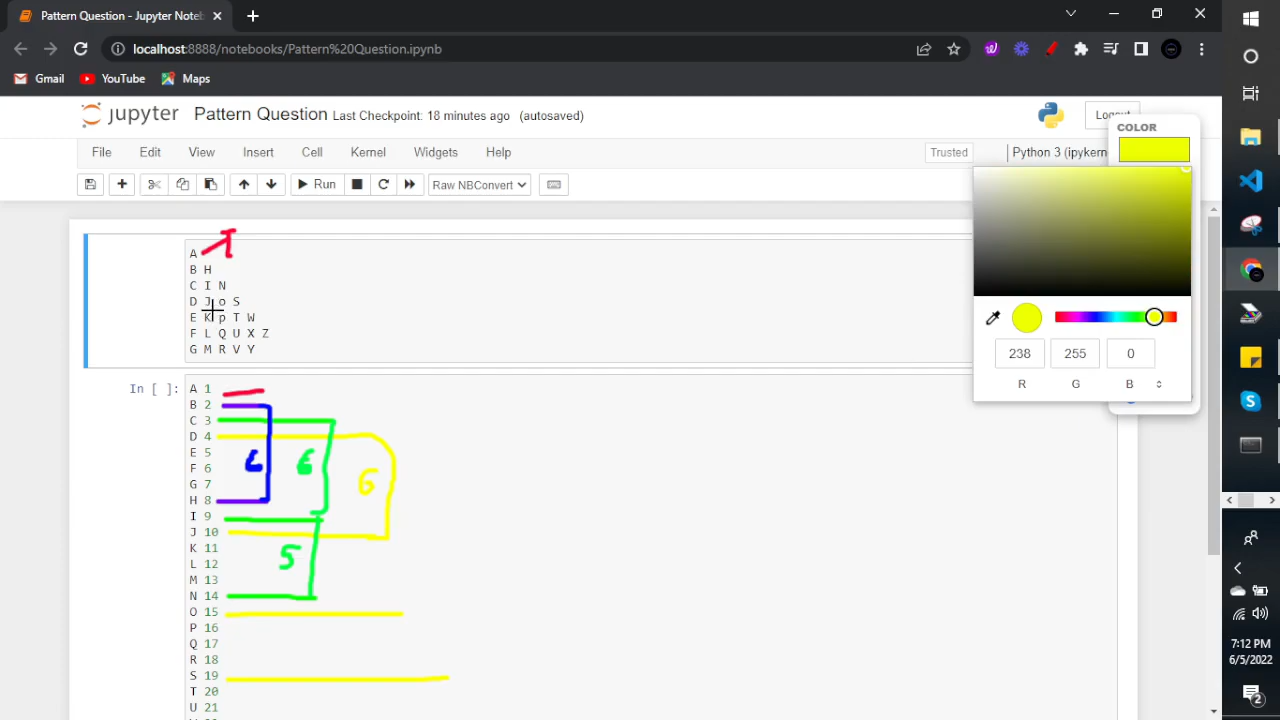 Pattern Question - Jupyter Note
localhost:8888/notebooks/Pattern%20Question.ipynb
Gmail YouTube Maps
jupyter Pattern Question Last Checkpoint: 18 minutes ago (autosaved)
COLOR
File Edit View Insert Cell Kernel Widgets Help
Trusted Python 3 (ipykern
Run Raw NBConvert
1
A
B H
C I N
D J o S
E K p T W
F L Q U X Z
G M R V Y
238 255 0
R G B
In [ ]:
A 1
B 2
C 3
D 4
E 5
F 6
G 7
H 8
I 9
J 10
K 11
L 12
M 13
N 14
O 15
P 16
Q 17
R 18
S 19
T 20
U 21
6 6 6
5
7:12 PM
6/5/2022
2